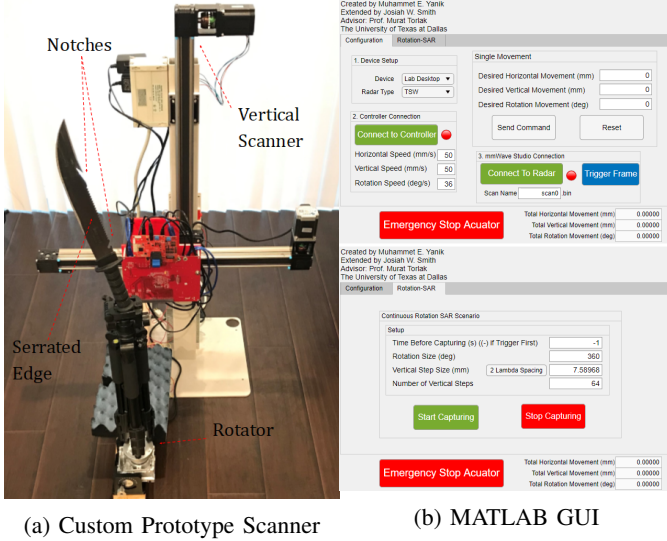 Notches
Vertical
Scanner
Serrated
Edge
Rotator
(a) Custom Prototype Scanner
Created by Muhammet E. Yanik
Extended by Josiah W. Smith
Advisor: Prof. Murat Torlak
The University of Texas at Dallas
Configuration Rotation-SAR
1. Device Setup
Device Lab Desktop
Radar Type TSW
2. Controller Connection
Connect to Controller
Horizontal Speed (mm/s) 50
Vertical Speed (mm/s) 50
Rotation Speed (deg/s) 36
Single Movement
Desired Horizontal Movement (mm) 0
Desired Vertical Movement (mm) 0
Desired Rotation Movement (deg) 0
Send Command Reset
3. mmWave Studio Connection
Connect To Radar Trigger Frame
Scan Name scan0 .bin
Emergency Stop Acuator
Total Horizontal Movement (mm) 0.00000
Total Vertical Movement (mm) 0.00000
Total Rotation Movement (deg) 0.00000
Created by Muhammet E. Yanik
Extended by Josiah W. Smith
Advisor: Prof. Murat Torlak
The University of Texas at Dallas
Configuration Rotation-SAR
Continuous Rotation SAR Scenario
Setup
Time Before Capturing (s) ((-) if Trigger First) -1
Rotation Size (deg) 360
Vertical Step Size (mm) 2 Lambda Spacing 7.58968
Number of Vertical Steps 64
Start Capturing Stop Capturing
Emergency Stop Acuator
Total Horizontal Movement (mm) 0.00000
Total Vertical Movement (mm) 0.00000
Total Rotation Movement (deg) 0.00000
(b) MATLAB GUI